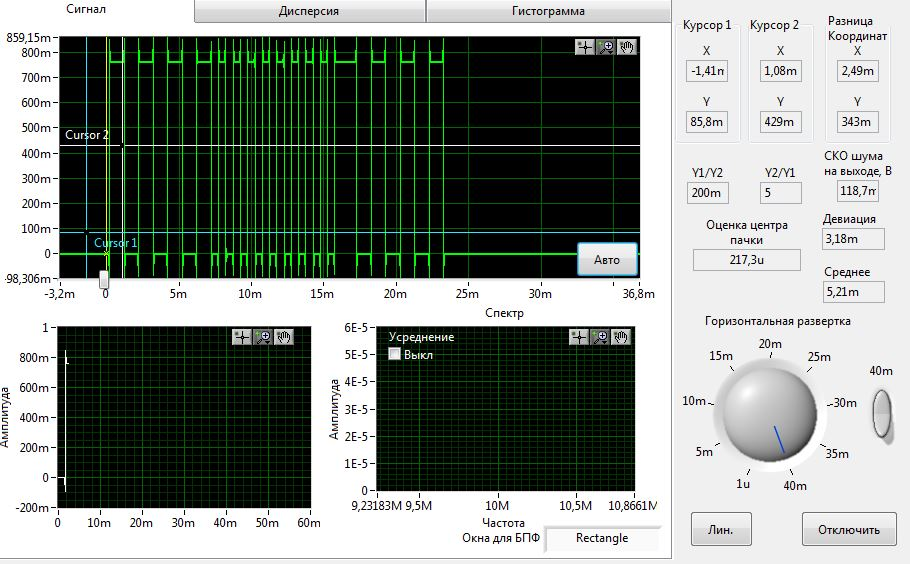 Сигнал
Дисперсия
Гистограмма
859,15m
800m
700m
600m
500m
400m
300m
200m
100m
0
-98,306m
Cursor 2
Cursor 1
Авто
-3,2m 0 5m 10m 15m 20m 25m 30m 36,8m
Спектр
Амплитуда
1
800m
600m
400m
200m
0
-200m
0 10m 20m 30m 40m 50m 60m
Усреднение
Выкл
Амплитуда
6E-5
5E-5
4E-5
3E-5
2E-5
1E-5
0
9,23183M 9,5M 10M 10,5M 10,8661M
Частота
Окна для БПФ
Rectangle
Курсор 1
X
-1,41m
Y
85,8m
Курсор 2
X
1,08m
Y
429m
Разница
Координат
X
2,49m
Y
343m
Y1/Y2
200m
Y2/Y1
5
СКО шума
на выходе, В
118,7m
Оценка центра
пачки
217,3u
Девиация
3,18m
Среднее
5,21m
Горизонтальная развертка
1u
5m
10m
15m
20m
25m
30m
35m
40m
40m
Лин.
Отключить